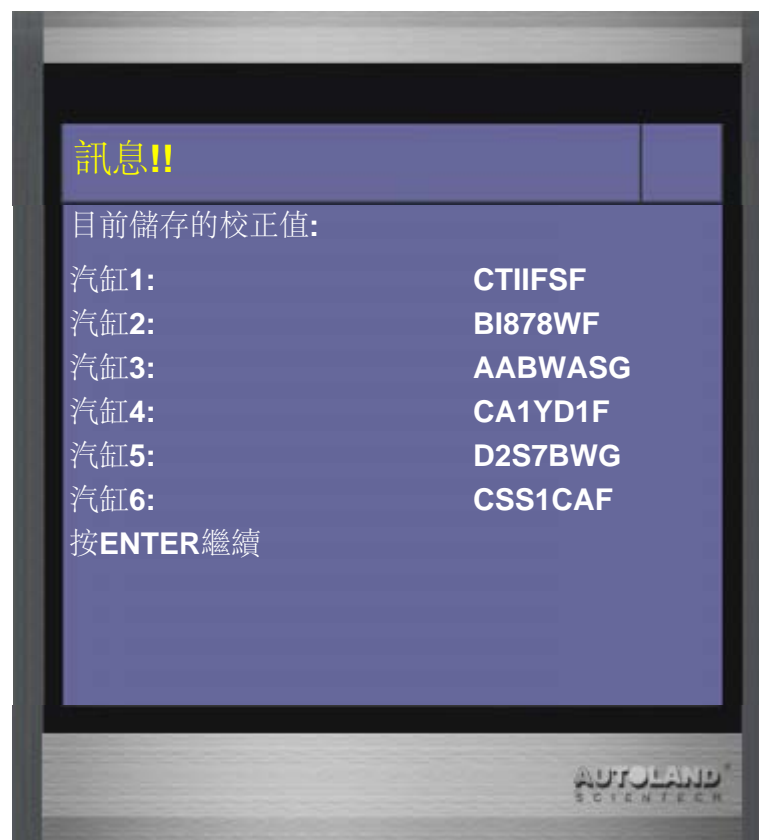 訊息!!
目前儲存的校正值:
汽缸1: CTIIFSF
汽缸2: BI878WF
汽缸3: AABWASG
汽缸4: CA1YD1F
汽缸5: D2S7BWG
汽缸6: CSS1CAF
按ENTER繼續
AUTOLAND
SCIENTECH